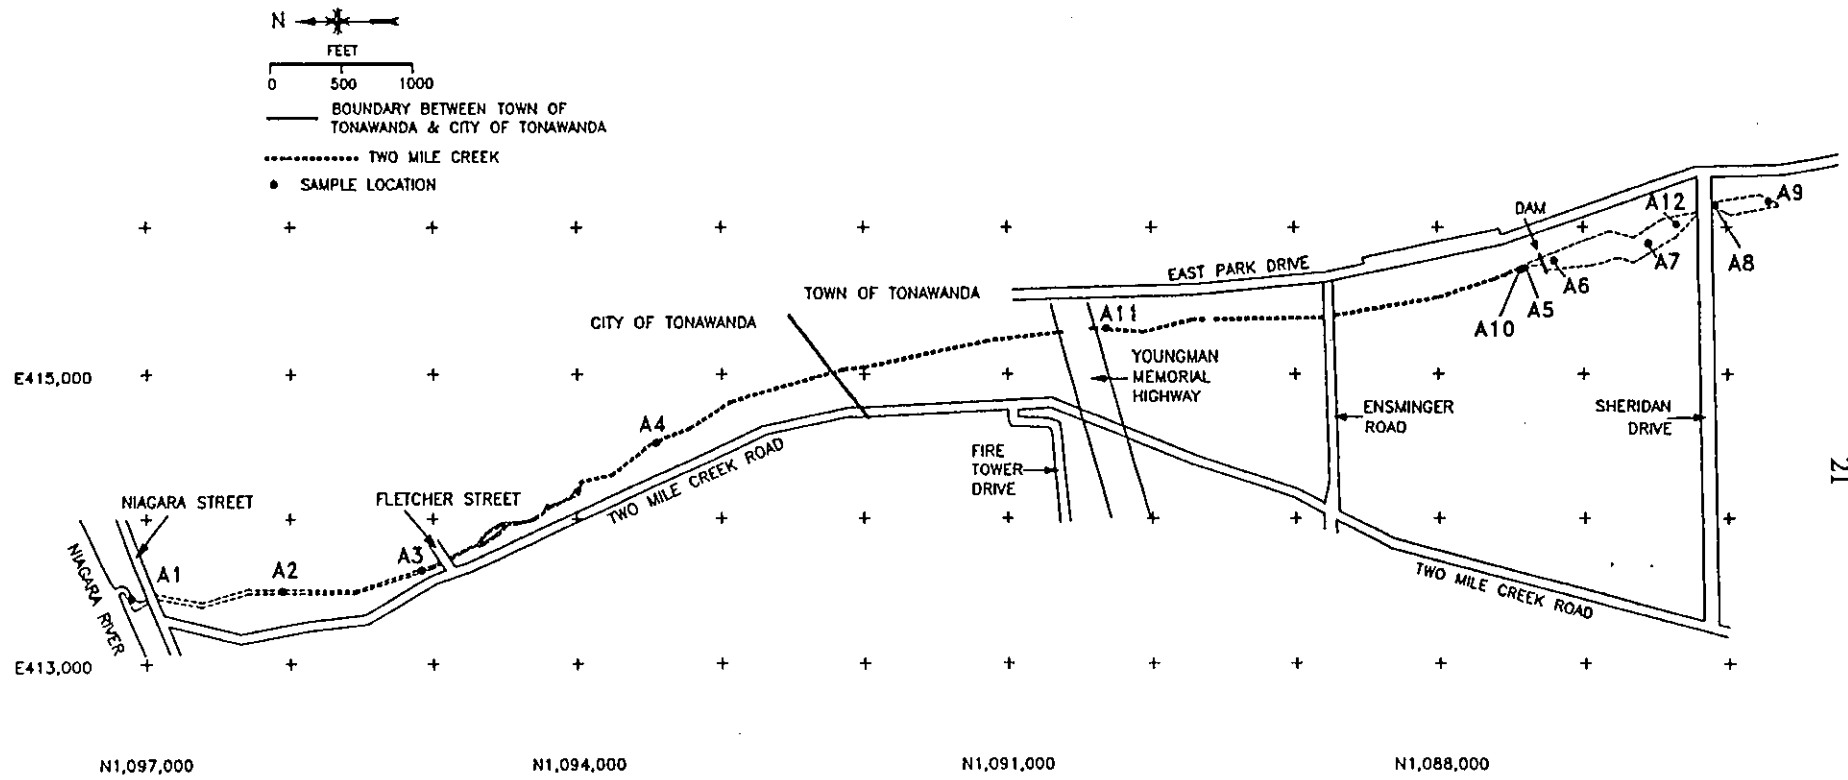 N
FEET
0 500 1000
BOUNDARY BETWEEN TOWN OF
TONAWANDA & CITY OF TONAWANDA
TWO MILE CREEK
SAMPLE LOCATION
A9
A12
DAM
A8
A7
A6
A5
A10
EAST PARK DRIVE
TOWN OF TONAWANDA
CITY OF TONAWANDA
A11
YOUNGMAN
MEMORIAL
HIGHWAY
E415,000
ENSMINGER
ROAD
SHERIDAN
DRIVE
A4
FIRE
TOWER
DRIVE
TWO MILE CREEK ROAD
21
NIAGARA STREET
FLETCHER STREET
NIAGARA RIVER
A1
A2
A3
TWO MILE CREEK ROAD
E413,000
N1,097,000
N1,094,000
N1,091,000
N1,088,000